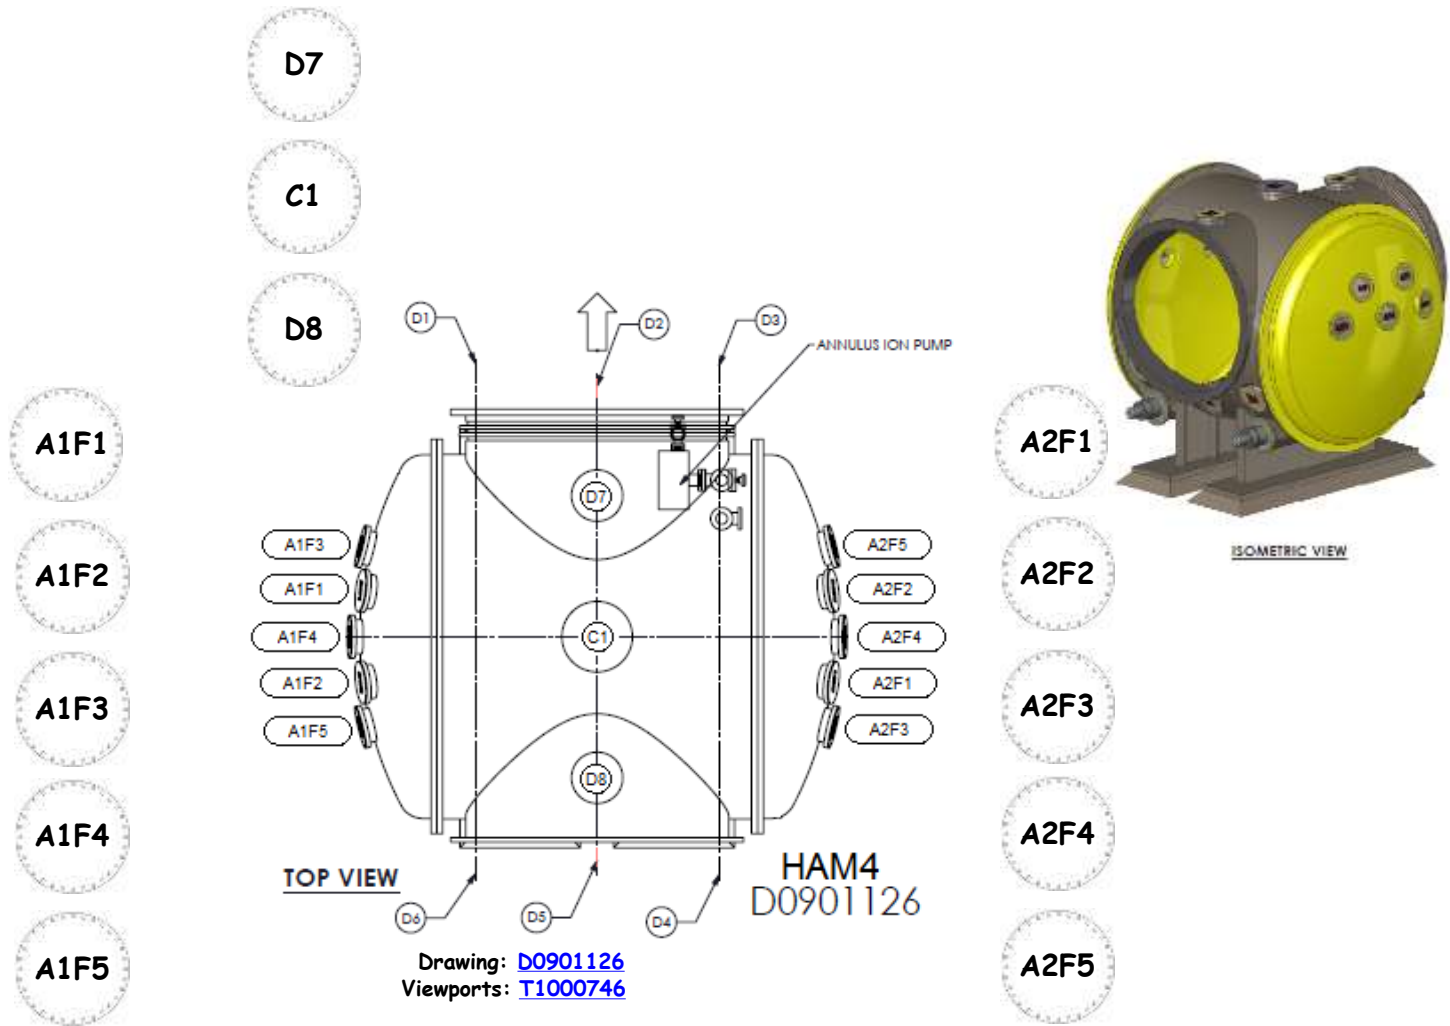 D7
C1
D8
D1
D2
D3
ANNULUS ION PUMP
A1F1
A1F2
A1F3
A1F4
A1F5
A1F3
A1F1
A1F4
A1F2
A1F5
D7
C1
D8
A2F5
A2F2
A2F4
A2F1
A2F3
A2F1
A2F2
A2F3
A2F4
A2F5
ISOMETRIC VIEW
TOP VIEW
HAM4
D0901126
D6
D5
D4
Drawing: D0901126
Viewports: T1000746